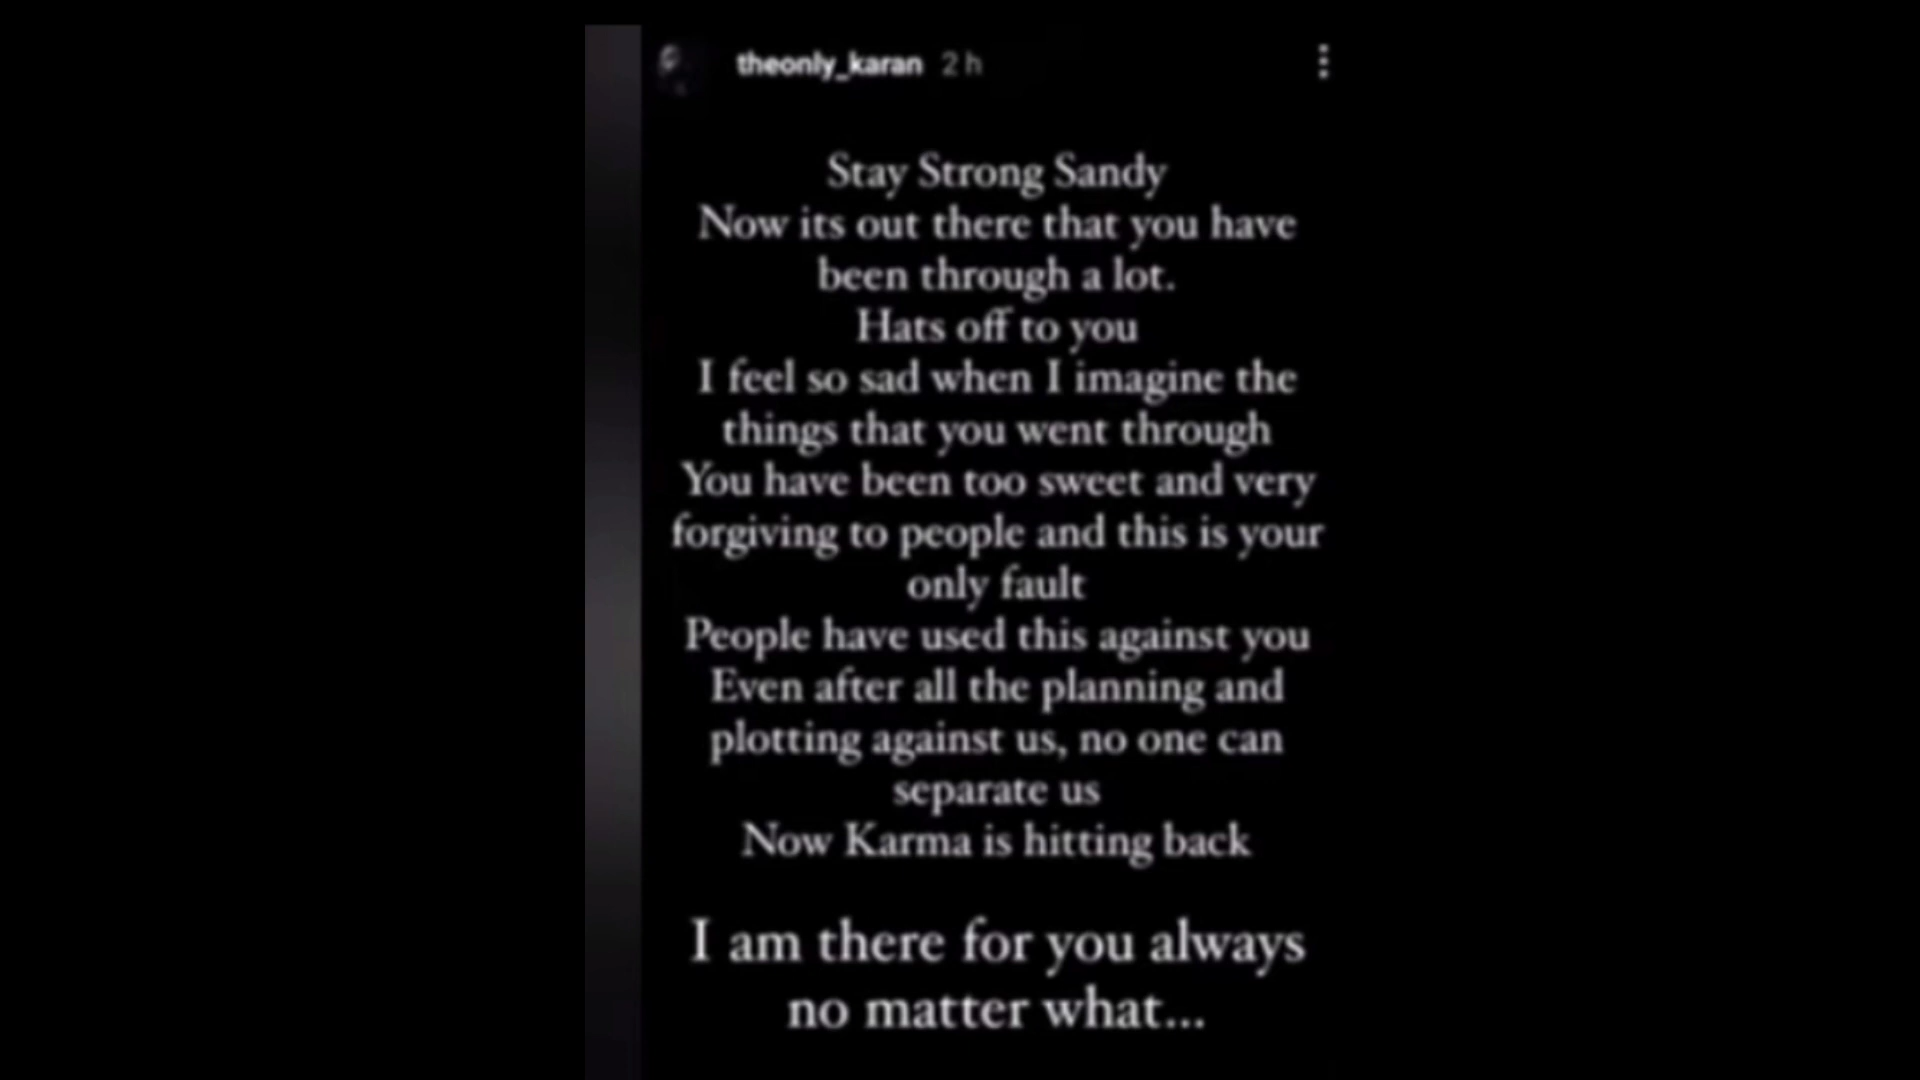 theonly_karan 2 h
Stay Strong Sandy
Now its out there that you have
been through a lot.
Hats off to you
I feel so sad when I imagine the
things that you went through
You have been too sweet and very
forgiving to people and this is your
only fault
People have used this against you
Even after all the planning and
plotting against us, no one can
separate us
Now Karma is hitting back
I am there for you always
no matter what...